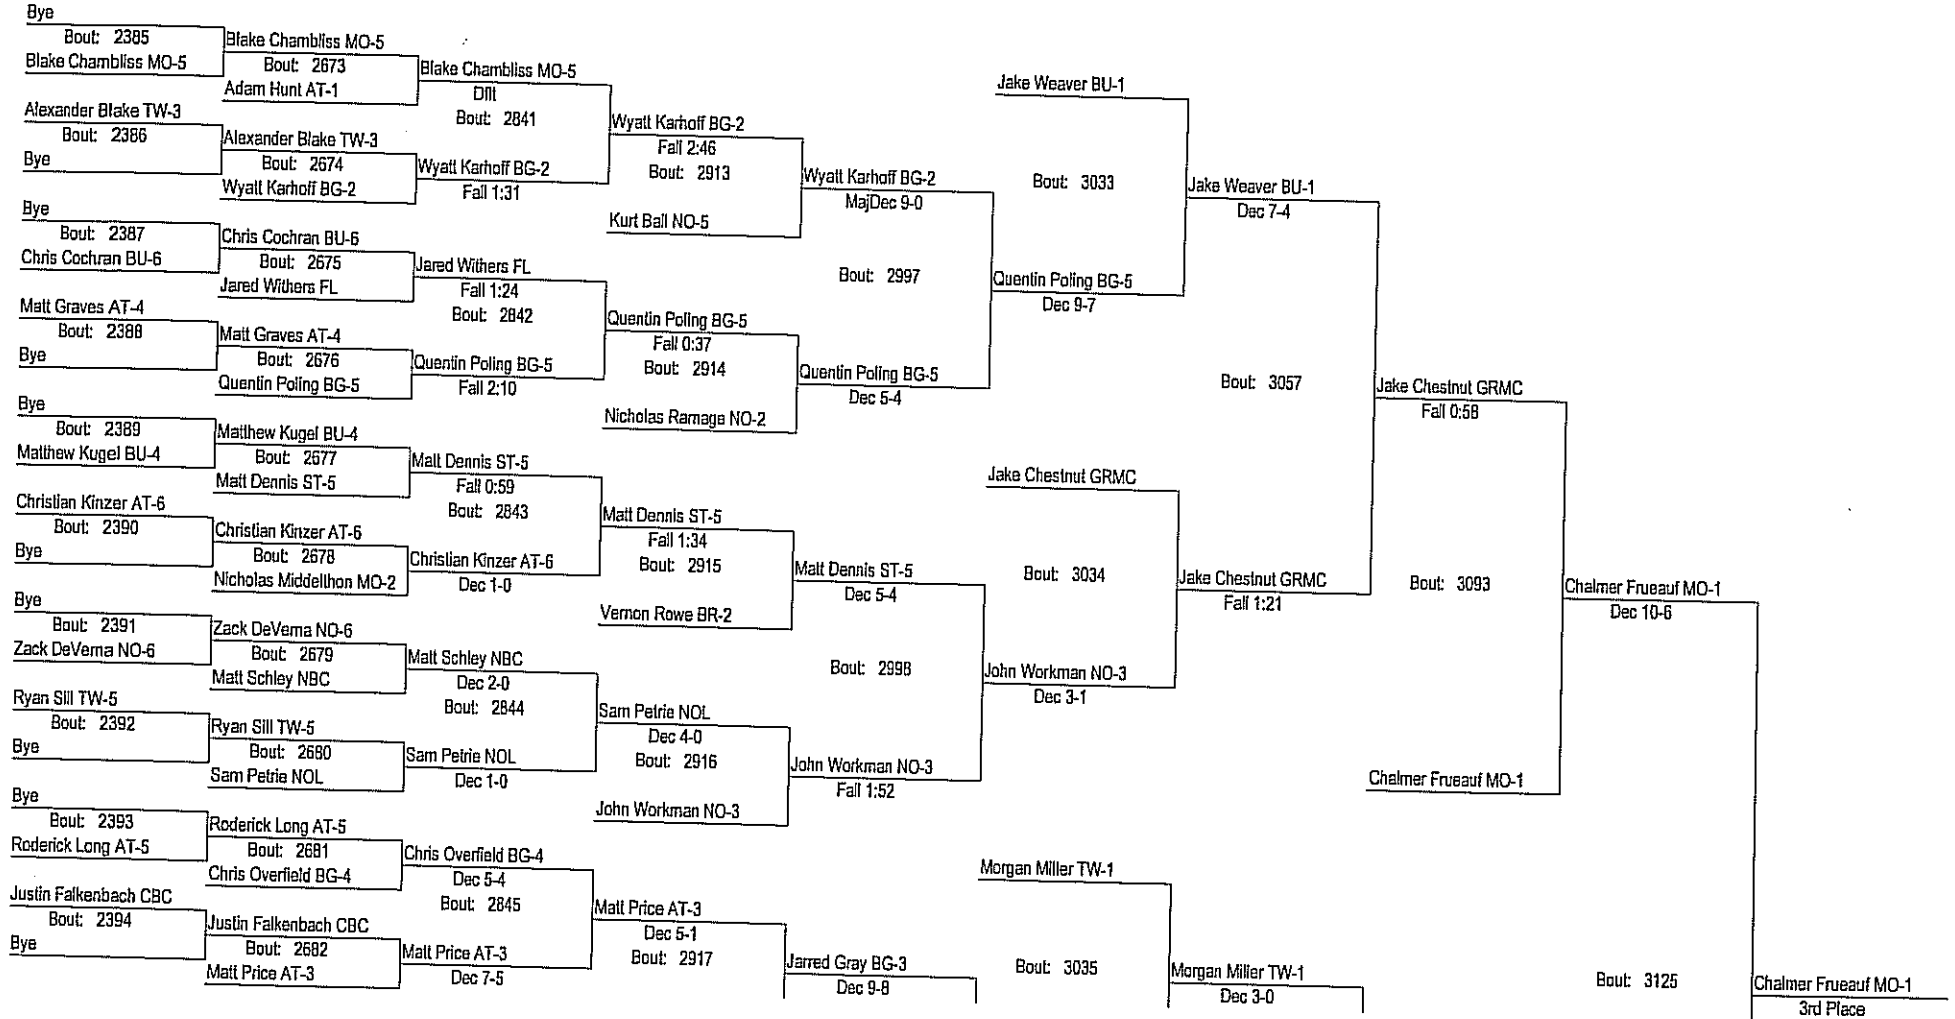 Bye
Bout: 2385
Blake Chambliss MO-5
Alexander Blake TW-3
Bout: 2386
Bye
Bye
Bout: 2387
Chris Cochran BU-6
Matt Graves AT-4
Bout: 2388
Bye
Bye
Bout: 2389
Matthew Kugel BU-4
Christian Kinzer AT-6
Bout: 2390
Bye
Bye
Bout: 2391
Zack DeVerna NO-6
Ryan Sill TW-5
Bout: 2392
Bye
Bye
Bout: 2393
Roderick Long AT-5
Justin Falkenbach CBC
Bout: 2394
Bye
Blake Chambliss MO-5
Bout: 2673
Adam Hunt AT-1
Alexander Blake TW-3
Bout: 2674
Wyatt Karhoff BG-2
Chris Cochran BU-6
Bout: 2675
Jared Withers FL
Matt Graves AT-4
Bout: 2676
Quentin Poling BG-5
Matthew Kugel BU-4
Bout: 2677
Matt Dennis ST-5
Christian Kinzer AT-6
Bout: 2678
Nicholas Middelthon MO-2
Zack DeVerna NO-6
Bout: 2679
Matt Schley NBC
Ryan Sill TW-5
Bout: 2680
Sam Petrie NOL
Roderick Long AT-5
Bout: 2681
Chris Overfield BG-4
Justin Falkenbach CBC
Bout: 2682
Matt Price AT-3
Blake Chambliss MO-5
Dflt
Bout: 2841
Wyatt Karhoff BG-2
Fall 1:31
Jared Withers FL
Fall 1:24
Bout: 2842
Quentin Poling BG-5
Fall 2:10
Matt Dennis ST-5
Fall 0:59
Bout: 2843
Christian Kinzer AT-6
Dec 1-0
Matt Schley NBC
Dec 2-0
Bout: 2844
Sam Petrie NOL
Dec 1-0
Chris Overfield BG-4
Dec 5-4
Bout: 2845
Matt Price AT-3
Dec 7-5
Wyatt Karhoff BG-2
Fall 2:46
Bout: 2913
Kurt Ball NO-5
Quentin Poling BG-5
Fall 0:37
Bout: 2914
Nicholas Ramage NO-2
Matt Dennis ST-5
Fall 1:34
Bout: 2915
Vernon Rowe BR-2
Sam Petrie NOL
Dec 4-0
Bout: 2916
John Workman NO-3
Matt Price AT-3
Dec 5-1
Bout: 2917
Wyatt Karhoff BG-2
MajDec 9-0
Bout: 2997
Quentin Poling BG-5
Dec 5-4
Matt Dennis ST-5
Dec 5-4
Bout: 2998
John Workman NO-3
Fall 1:52
Jarred Gray BG-3
Dec 9-8
Jake Weaver BU-1
Bout: 3033
Quentin Poling BG-5
Dec 9-7
Jake Chestnut GRMC
Bout: 3034
John Workman NO-3
Dec 3-1
Morgan Miller TW-1
Bout: 3035
Jake Weaver BU-1
Dec 7-4
Bout: 3057
Jake Chestnut GRMC
Fall 1:21
Morgan Miller TW-1
Dec 3-0
Jake Chestnut GRMC
Fall 0:58
Bout: 3093
Chalmer Frueauf MO-1
Chalmer Frueauf MO-1
Dec 10-6
Bout: 3125
Chalmer Frueauf MO-1
3rd Place